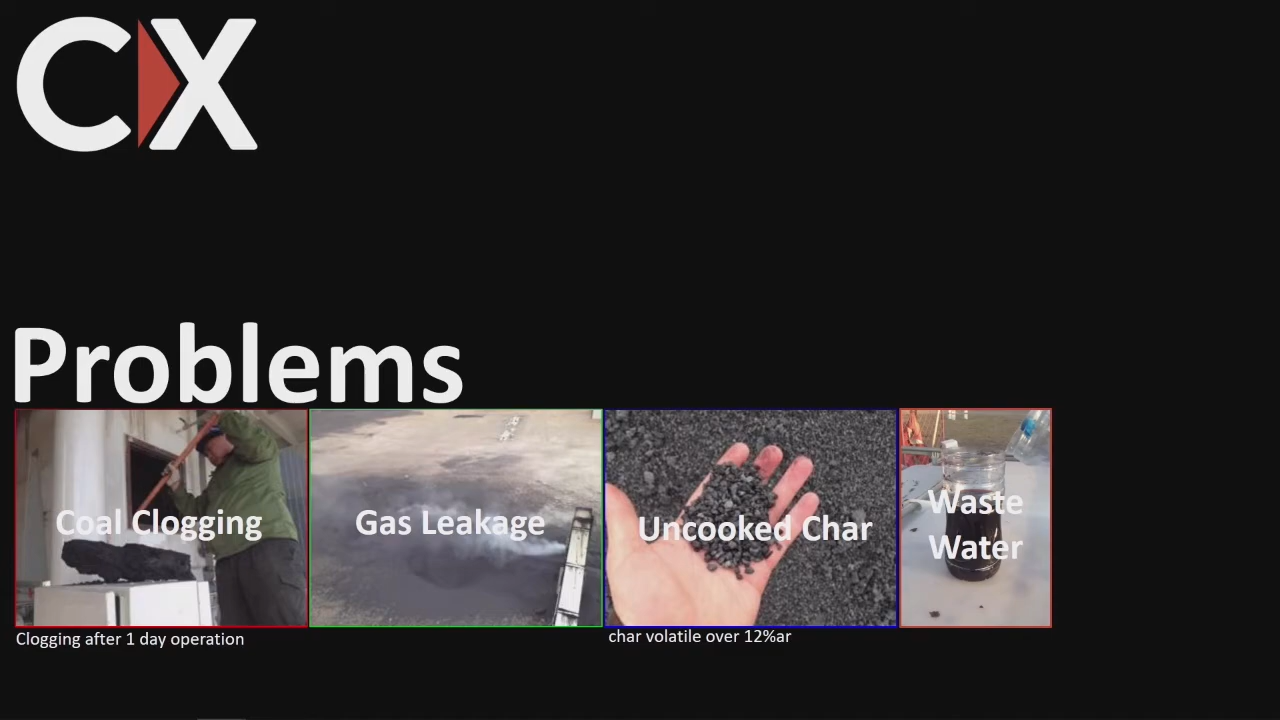 CX
Problems
Coal Clogging
Gas Leakage
Uncooked Char
Waste
Water
Clogging after 1 day operation
char volatile over 12%ar